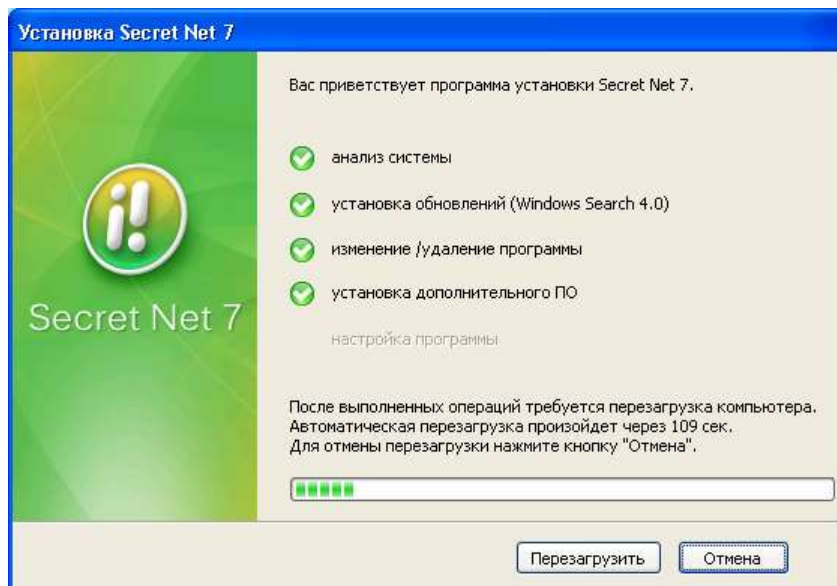 Установка Secret Net 7
Вас приветствует программа установки Secret Net 7.
анализ системы
установка обновлений (Windows Search 4.0)
изменение /удаление программы
установка дополнительного ПО
настройка программы
Secret Net 7
После выполненных операций требуется перезагрузка компьютера.
Автоматическая перезагрузка произойдет через 109 сек.
Для отмены перезагрузки нажмите кнопку "Отмена".
Перезагрузить
Отмена